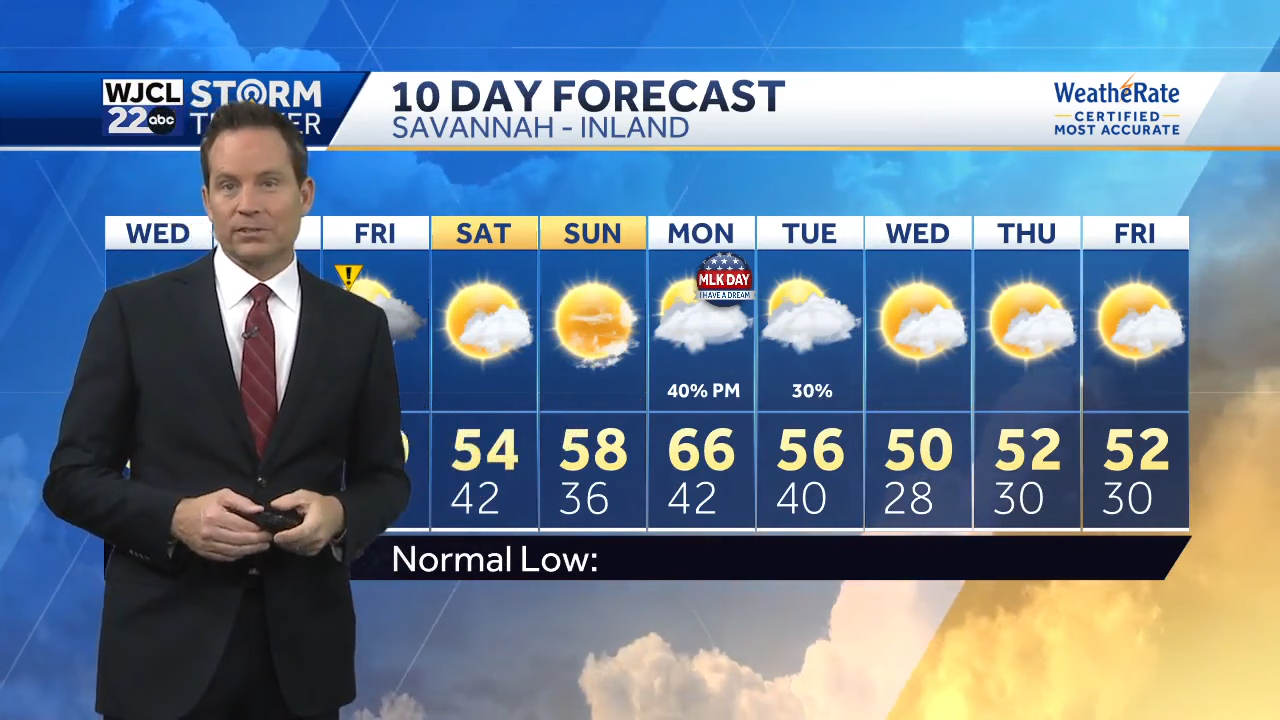 WJCL
22 abc
STORM
10 DAY FORECAST
SAVANNAH - INLAND
WeatheRate
CERTIFIED
MOST ACCURATE
WED
FRI
SAT
SUN
MON
TUE
WED
THU
FRI
!
MLK DAY
I HAVE A DREAM
40% PM
30%
54
58
66
56
50
52
52
42
36
42
40
28
30
30
Normal Low: